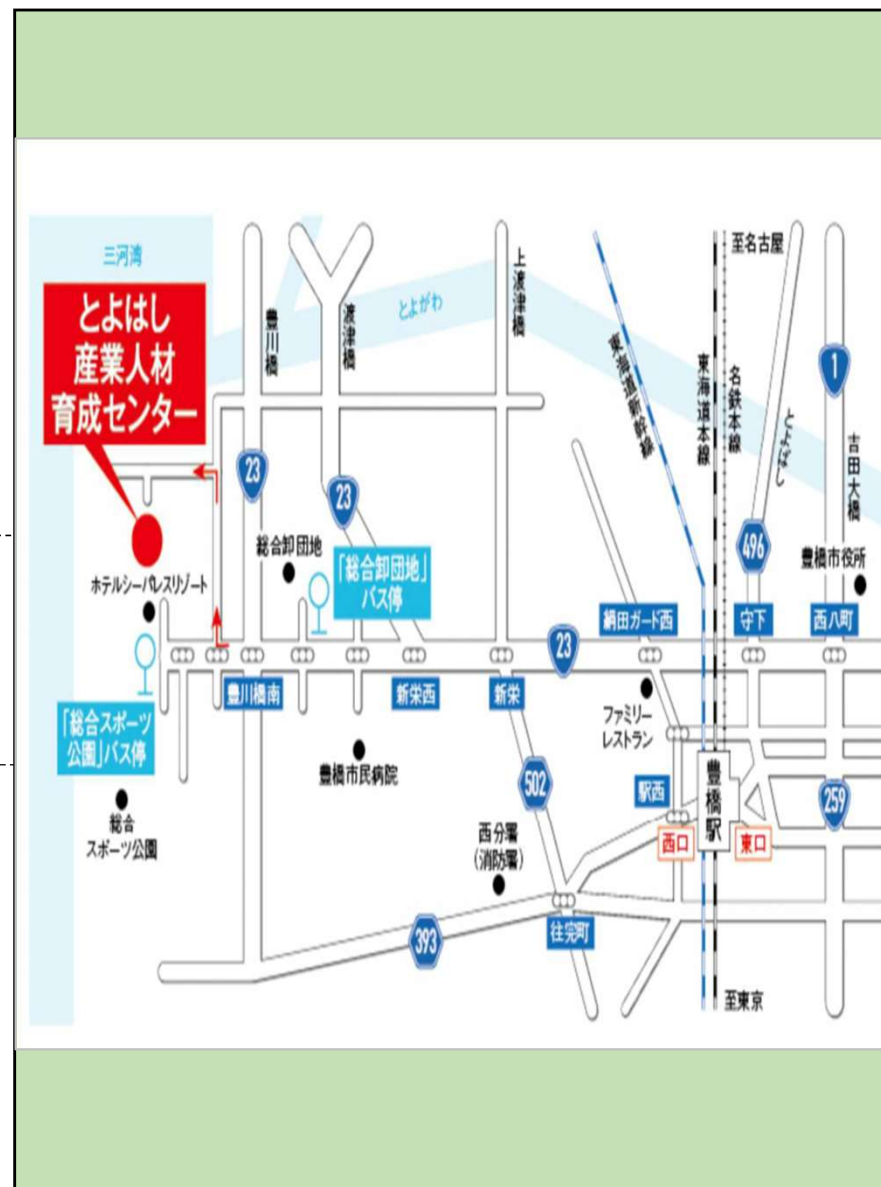 三河湾
とよはし
産業人材
育成センター
豊川橋
渡津橋
とよがわ
上渡津橋
東海道新幹線
東海道本線
名鉄本線
至名古屋
とよはし
1
吉田大橋
23
23
総合卸団地
「総合卸団地」
バス停
496
豊橋市役所
ホテルシーパレスリゾート
23
絹田ガード西
守下
西八町
「総合スポーツ
公園」バス停
豊川橋南
新栄西
新栄
ファミリー
レストラン
豊橋市民病院
502
駅西
豊橋駅
259
総合
スポーツ公園
西分署
(消防署)
西口
東口
393
往完町
至東京